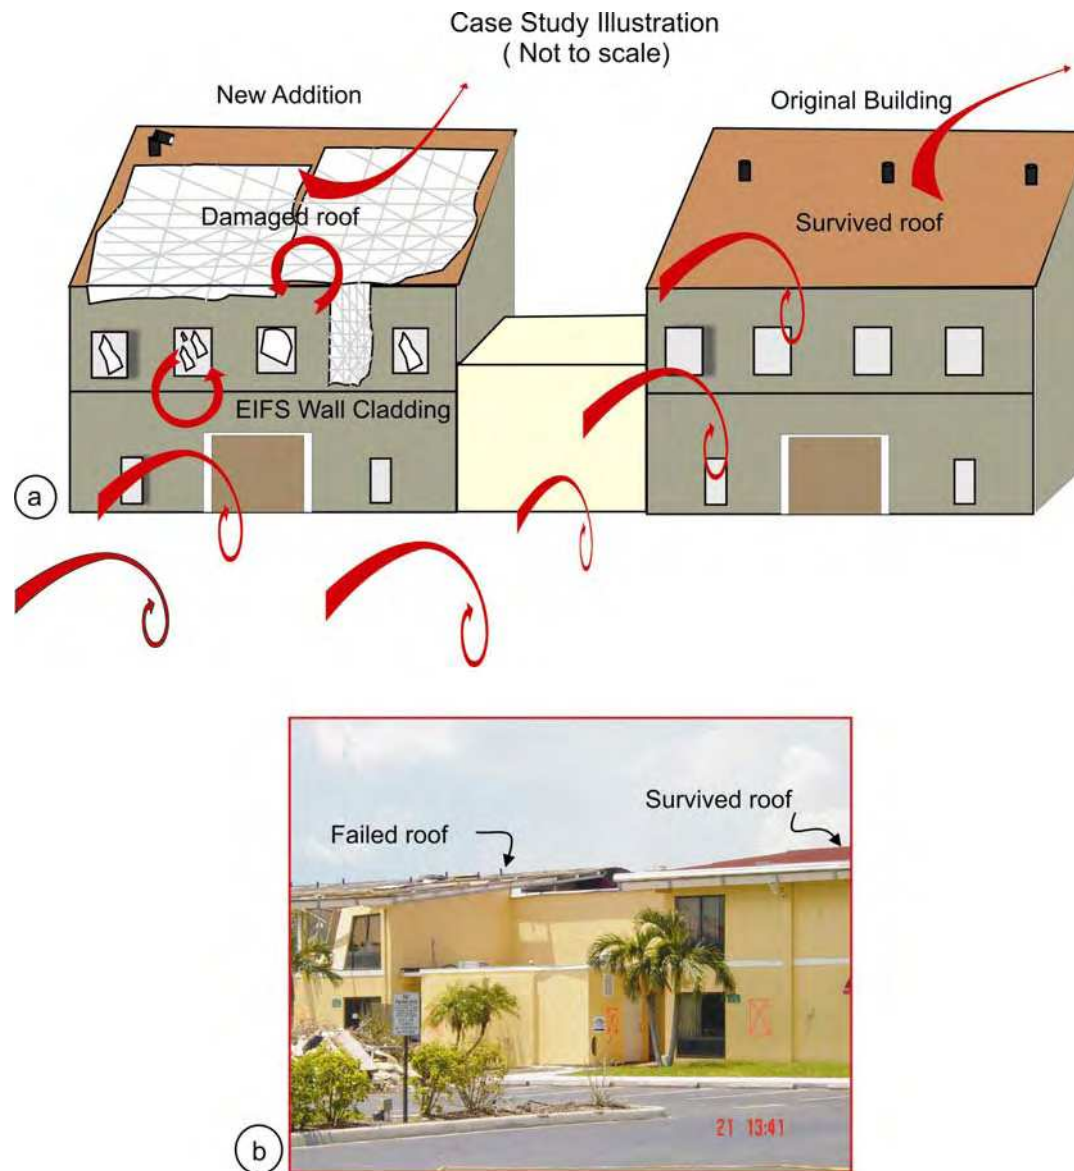 Case Study Illustration
( Not to scale)
New Addition
Original Building
Damaged roof
Survived roof
EIFS Wall Cladding
a
Survived roof
Failed roof
21 13:41
b